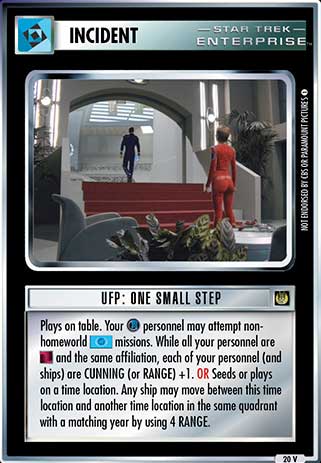 INCIDENT
STAR TREK
ENTERPRISE™
NOT ENDORSED BY CBS OR PARAMOUNT PICTURES
UFP: ONE SMALL STEP
Plays on table. Your personnel may attempt non-
homeworld missions. While all your personnel are
and the same affiliation, each of your personnel (and
ships) are CUNNING (or RANGE) +1. OR Seeds or plays
on a time location. Any ship may move between this
time location and another time location in the same quadrant
with a matching year by using 4 RANGE.
20 V